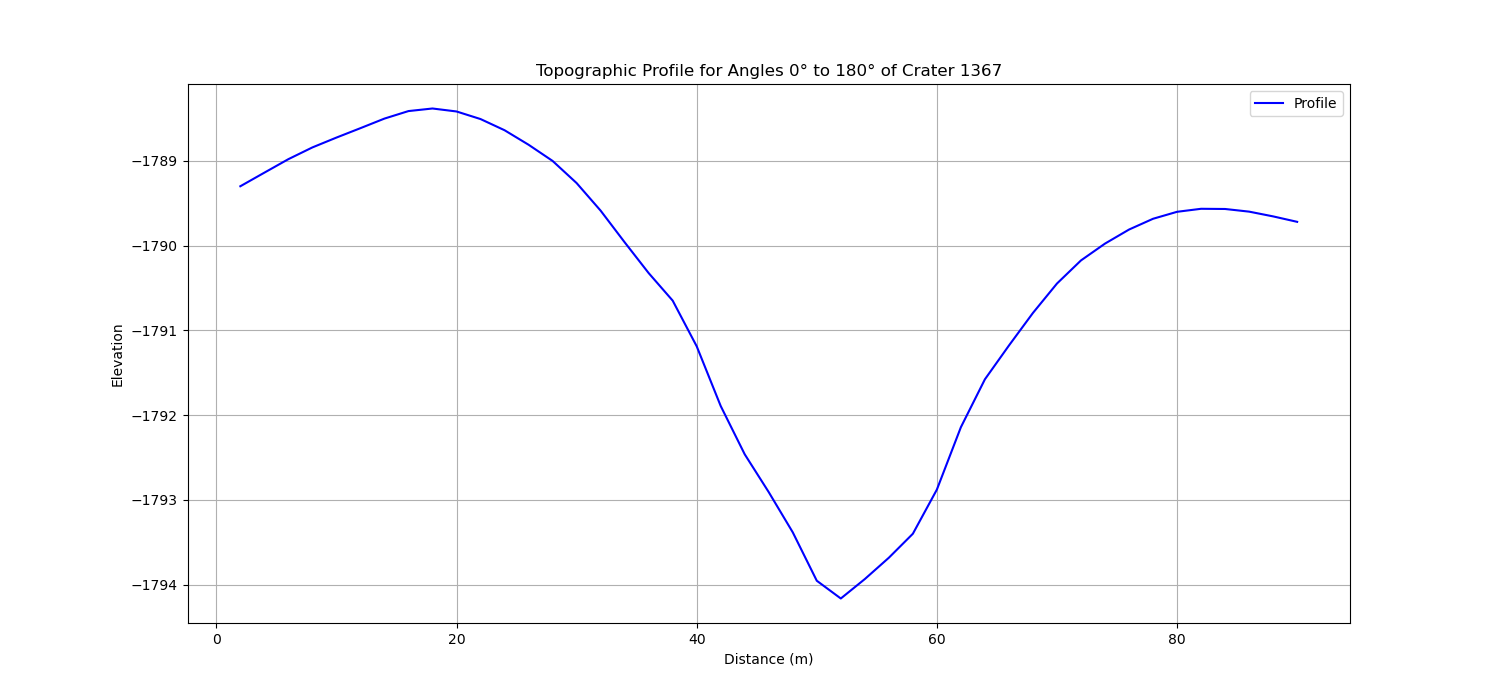 Topographic Profile for Angles 0° to 180° of Crater 1367
Profile
−1789
−1790
−1791
−1792
−1793
−1794
Elevation
0 20 40 60 80
Distance (m)